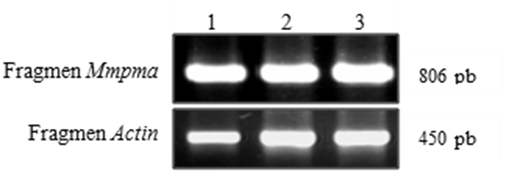 1 2 3
Fragmen Mmpma 806 pb
Fragmen Actin 450 pb